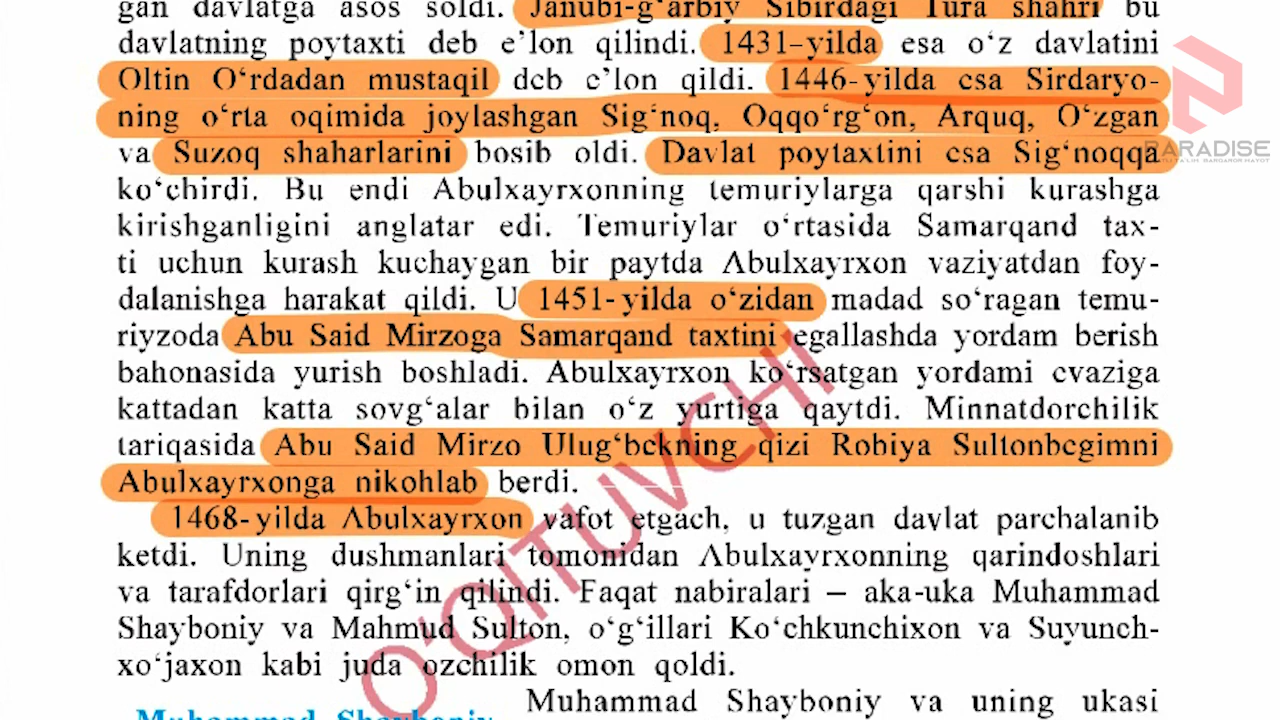 gan davlatga asos soldi. Janubi-g‘arbiy Sibirdagi Tura shahri bu
davlatning poytaxti deb e’lon qilindi. 1431-yilda esa o‘z davlatini
Oltin O‘rdadan mustaqil deb e’lon qildi. 1446-yilda esa Sirdaryo-
ning o‘rta oqimida joylashgan Sig‘noq, Oqqo‘rg‘on, Arquq, O‘zgan
va Suzoq shaharlarini bosib oldi. Davlat poytaxtini esa Sig‘noqqa
ko‘chirdi. Bu endi Abulxayrxonning temuriylarga qarshi kurashga
kirishganligini anglatar edi. Temuriylar o‘rtasida Samarqand tax-
ti uchun kurash kuchaygan bir paytda Abulxayrxon vaziyatdan foy-
dalanishga harakat qildi. U 1451-yilda o‘zidan madad so‘ragan temu-
riyzoda Abu Said Mirzoga Samarqand taxtini egallashda yordam berish
bahonasida yurish boshladi. Abulxayrxon ko‘rsatgan yordami evaziga
kattadan katta sovg‘alar bilan o‘z yurtiga qaytdi. Minnatdorchilik
tariqasida Abu Said Mirzo Ulug‘bekning qizi Robiya Sultonbegimni
Abulxayrxonga nikohlab berdi.
1468-yilda Abulxayrxon vafot etgach, u tuzgan davlat parchalanib
ketdi. Uning dushmanlari tomonidan Abulxayrxonning qarindoshlari
va tarafdorlari qirg‘in qilindi. Faqat nabiralari – aka-uka Muhammad
Shayboniy va Mahmud Sulton, o‘g‘illari Ko‘chkunchixon va Suyunch-
xo‘jaxon kabi juda ozchilik omon qoldi.
Muhammad Shayboniy va uning ukasi
Muhammad Shayboniy
O‘QITUVCHI
PARADISE